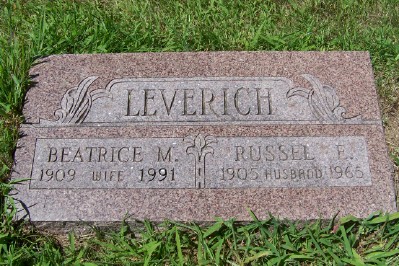 LEVERICH
BEATRICE M. RUSSEL E.
1909 WIFE 1991 1905 HUSBAND 1965